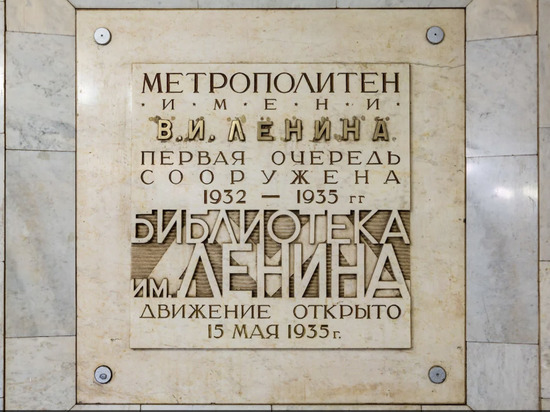 МЕТРОПОЛИТЕН
· И · М · Е · Н · И ·
В.И. ЛЕНИНА
ПЕРВАЯ ОЧЕРЕДЬ
СООРУЖЕНА
1932 — 1935 гг
БИБЛИОТЕКА
ИМ. ЛЕНИНА
ДВИЖЕНИЕ ОТКРЫТО
15 МАЯ 1935 г.